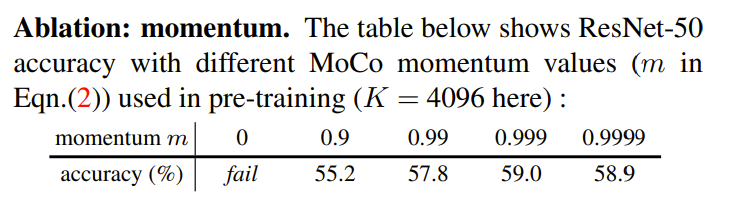 Ablation: momentum. The table below shows ResNet-50
accuracy with different MoCo momentum values (m in
Eqn.(2)) used in pre-training (K = 4096 here) :
momentum m 0 0.9 0.99 0.999 0.9999
accuracy (%) fail 55.2 57.8 59.0 58.9